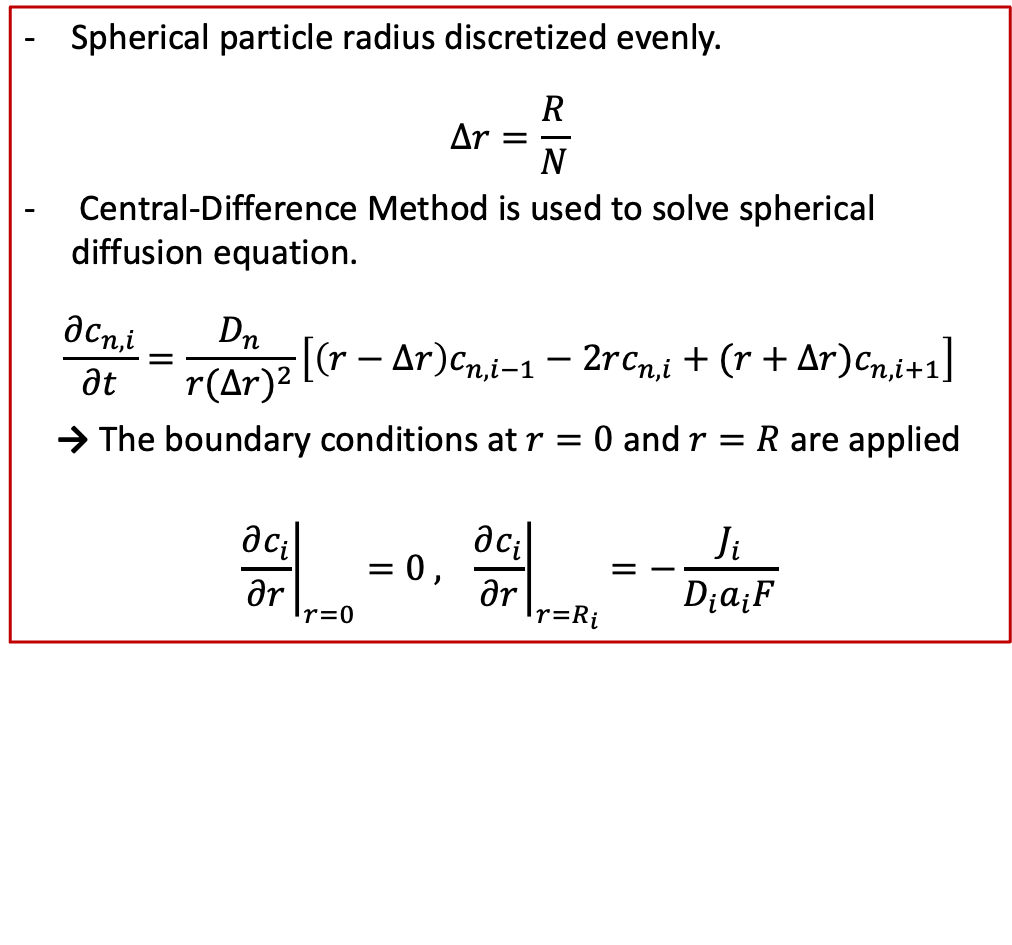 - Spherical particle radius discretized evenly.
Δr = R/N
- Central-Difference Method is used to solve spherical
diffusion equation.
∂c_{n,i}/∂t = D_n/(r(Δr)²) [(r − Δr)c_{n,i−1} − 2rc_{n,i} + (r + Δr)c_{n,i+1}]
→ The boundary conditions at r = 0 and r = R are applied
∂c_i/∂r|_{r=0} = 0 , ∂c_i/∂r|_{r=R_i} = − J_i/(D_i a_i F)